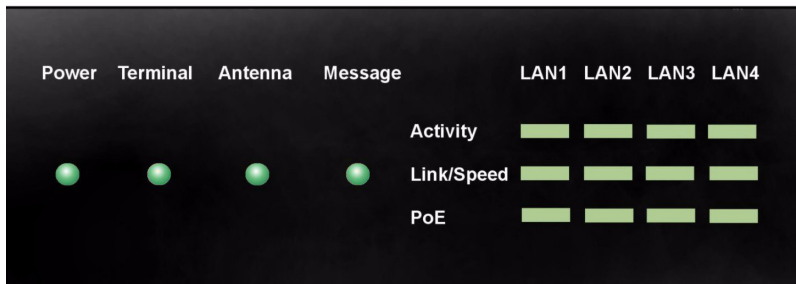 Power Terminal Antenna Message LAN1 LAN2 LAN3 LAN4
Activity
Link/Speed
PoE